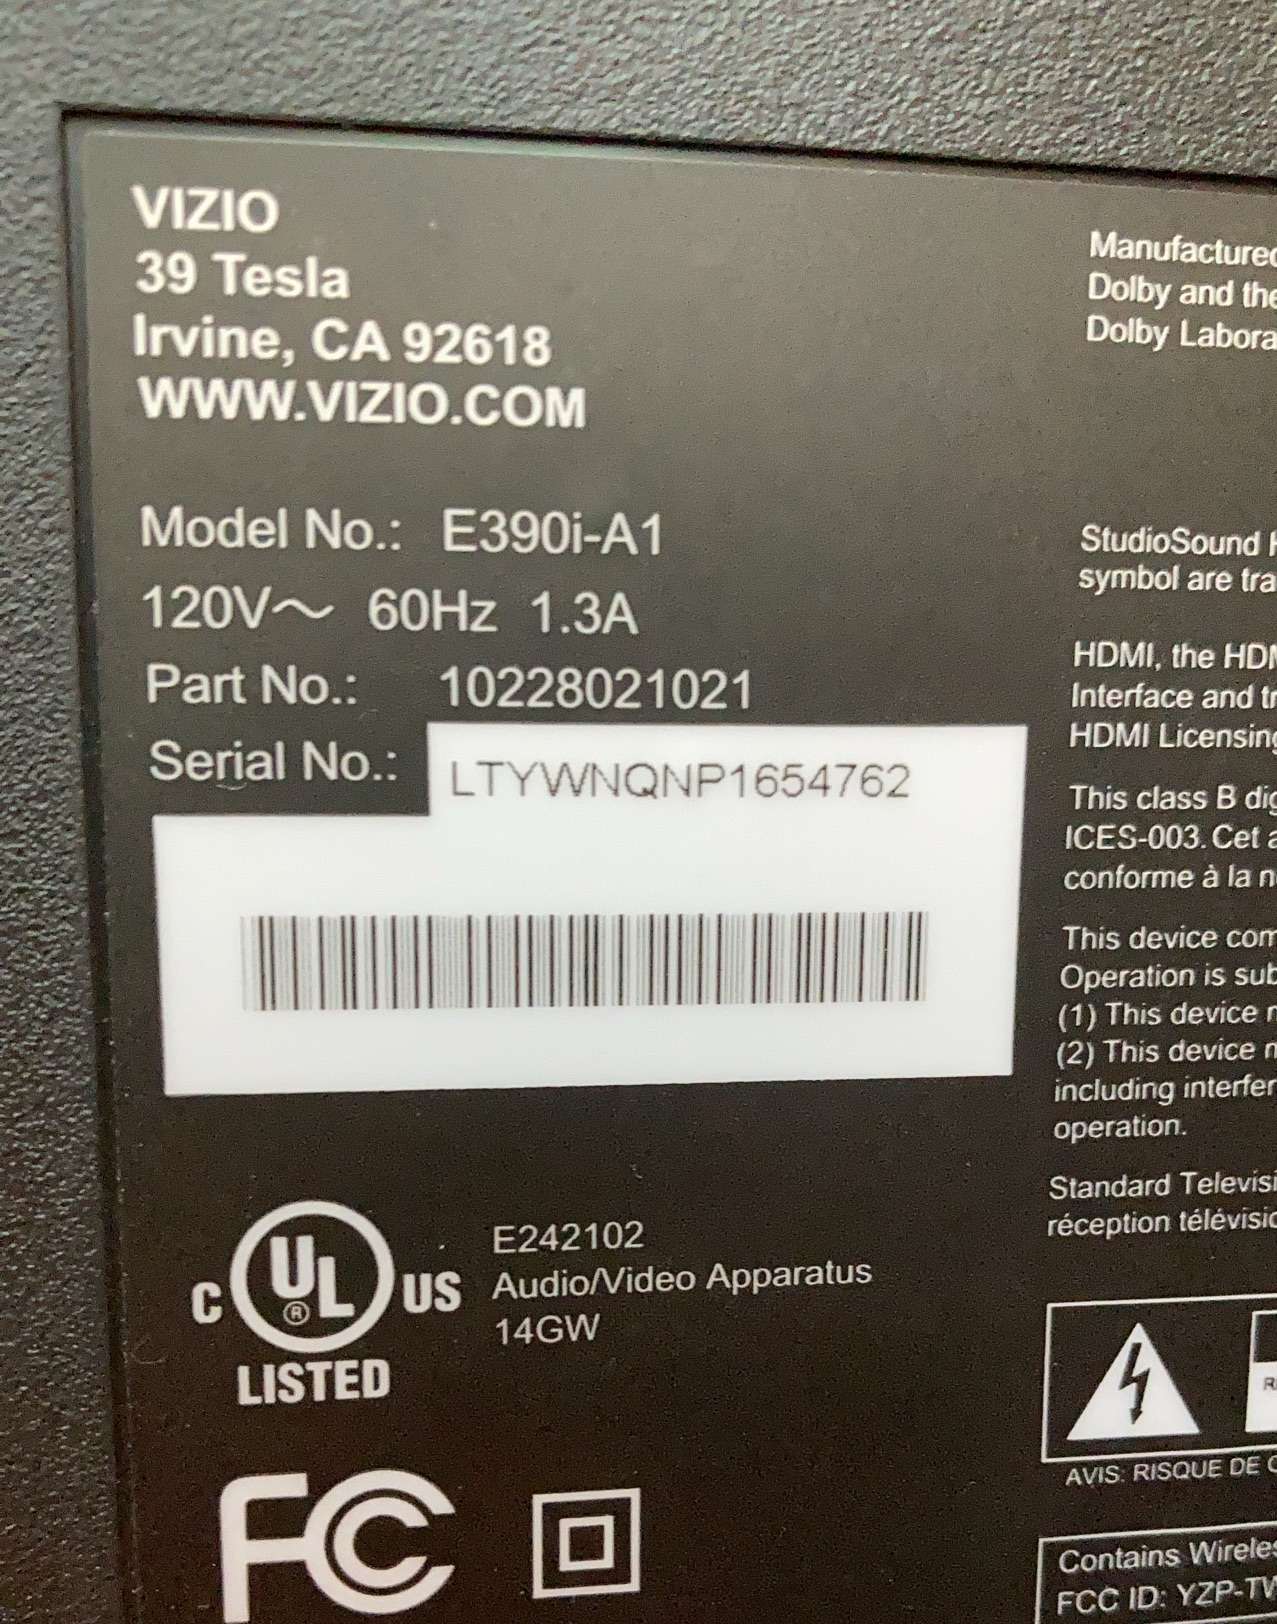 VIZIO
39 Tesla
Irvine, CA 92618
WWW.VIZIO.COM
Model No.: E390i-A1
120V～ 60Hz 1.3A
Part No.: 10228021021
Serial No.: LTYWNQNP1654762
C UL ® US
LISTED
E242102
Audio/Video Apparatus
14GW
FC
Manufactured
Dolby and the
Dolby Labora
StudioSound
symbol are tra
HDMI, the HDM
Interface and tr
HDMI Licensing
This class B dig
ICES-003. Cet a
conforme à la n
This device com
Operation is sub
(1) This device
(2) This device
including interfer
operation.
Standard Televisi
réception télévisio
AVIS: RISQUE DE
Contains Wireles
FCC ID: YZP-TW